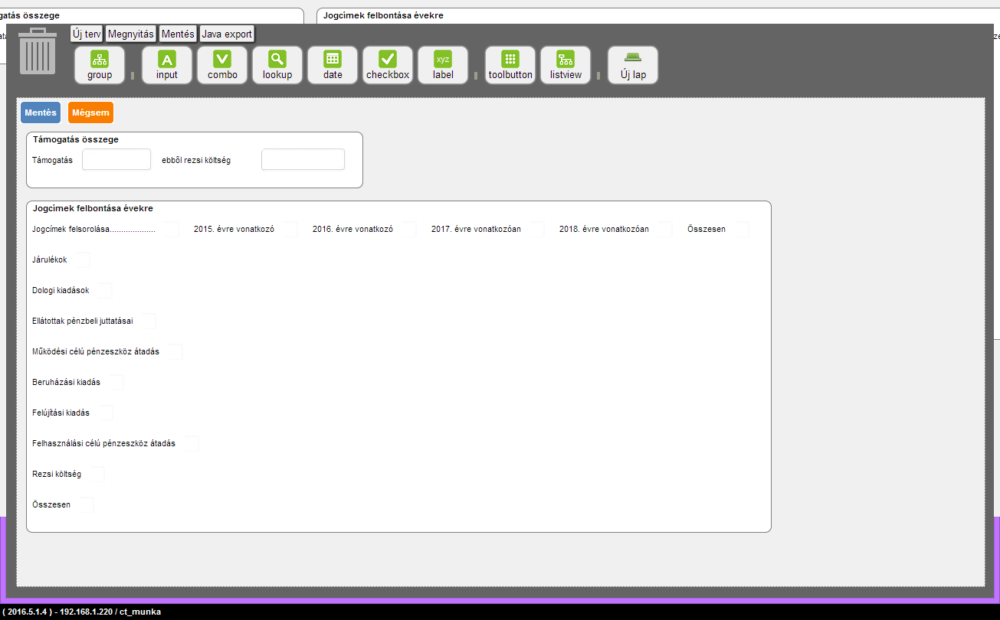 gatás összege
Jogcímek felbontása évekre
Új terv Megnyitás Mentés Java export
group input combo lookup date checkbox xyz label toolbutton listview Új lap
Mentés Mégsem
Támogatás összege
Támogatás ebből rezsi költség
Jogcímek felbontása évekre
Jogcímek felsorolása.................... 2015. évre vonatkozó 2016. évre vonatkozó 2017. évre vonatkozóan 2018. évre vonatkozóan Összesen
Járulékok
Dologi kiadások
Ellátottak pénzbeli juttatásai
Működési célú pénzeszköz átadás
Beruházási kiadás
Felújítási kiadás
Felhasználási célú pénzeszköz átadás
Rezsi költség
Összesen
( 2016.5.1.4 ) - 192.168.1.220 / ct_munka